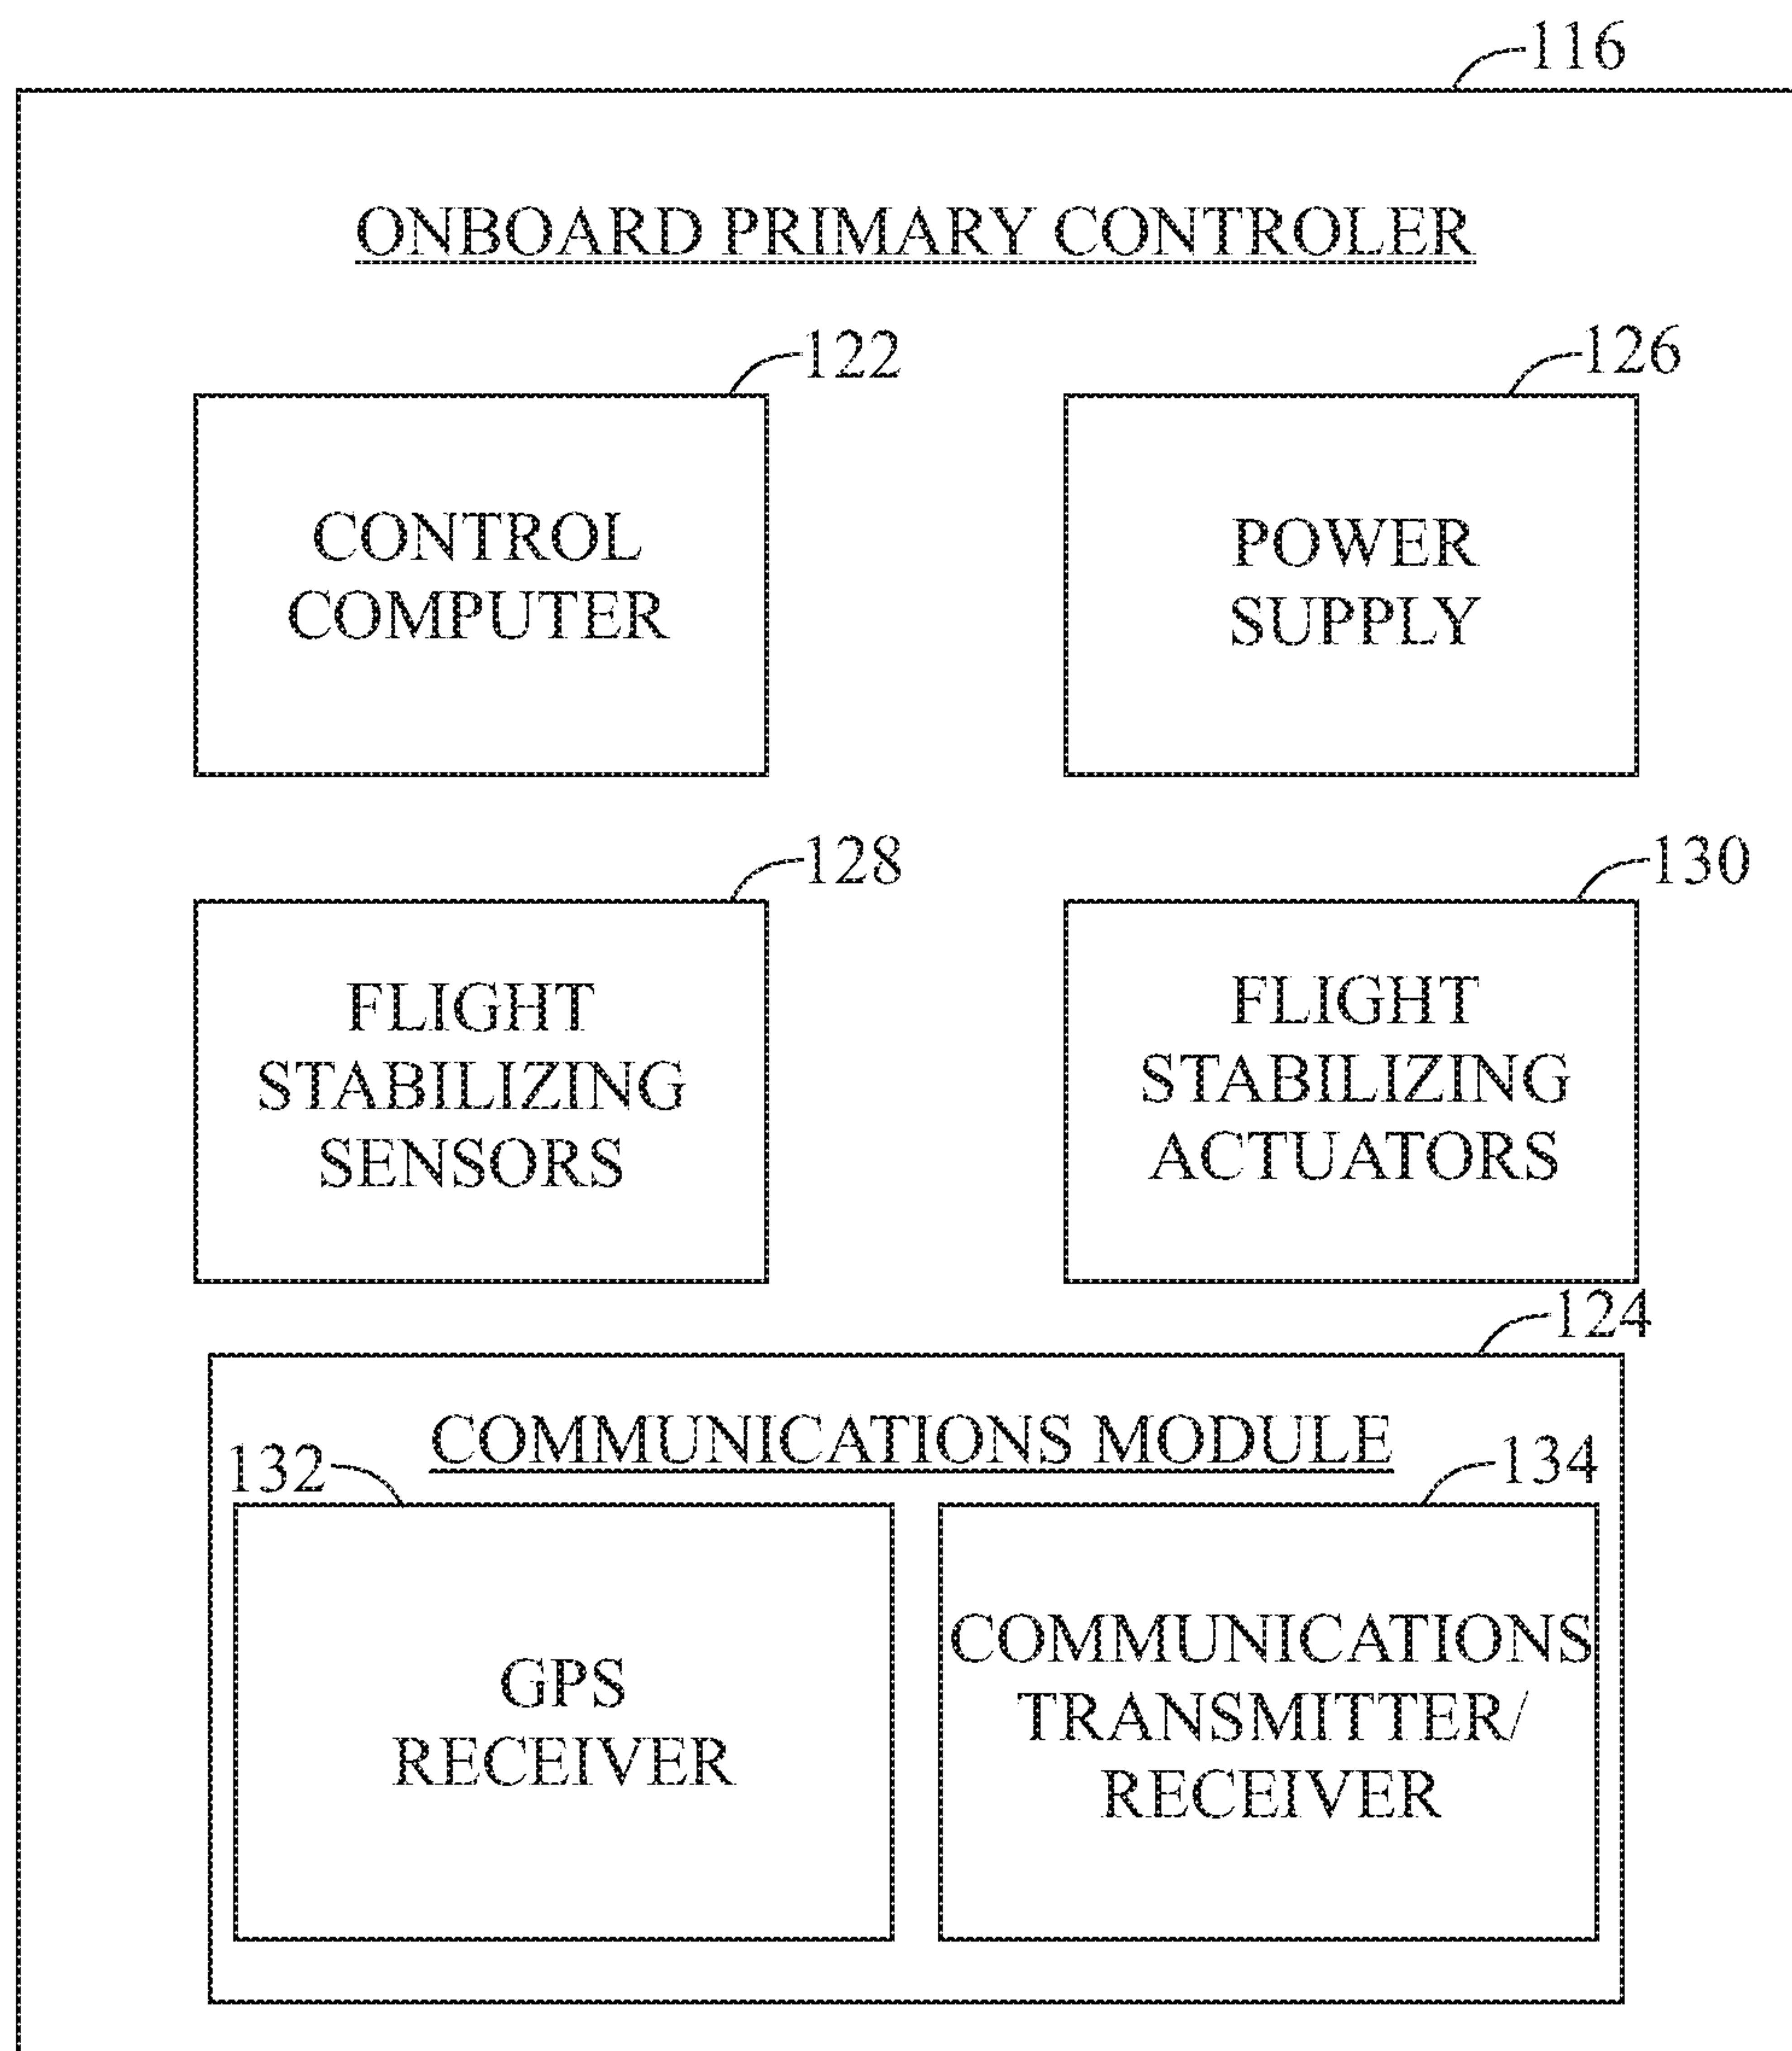 116
ONBOARD PRIMARY CONTROLER
122
126
CONTROL
COMPUTER
POWER
SUPPLY
128
130
FLIGHT
STABILIZING
SENSORS
FLIGHT
STABILIZING
ACTUATORS
124
COMMUNICATIONS MODULE
132
134
GPS
RECEIVER
COMMUNICATIONS
TRANSMITTER/
RECEIVER